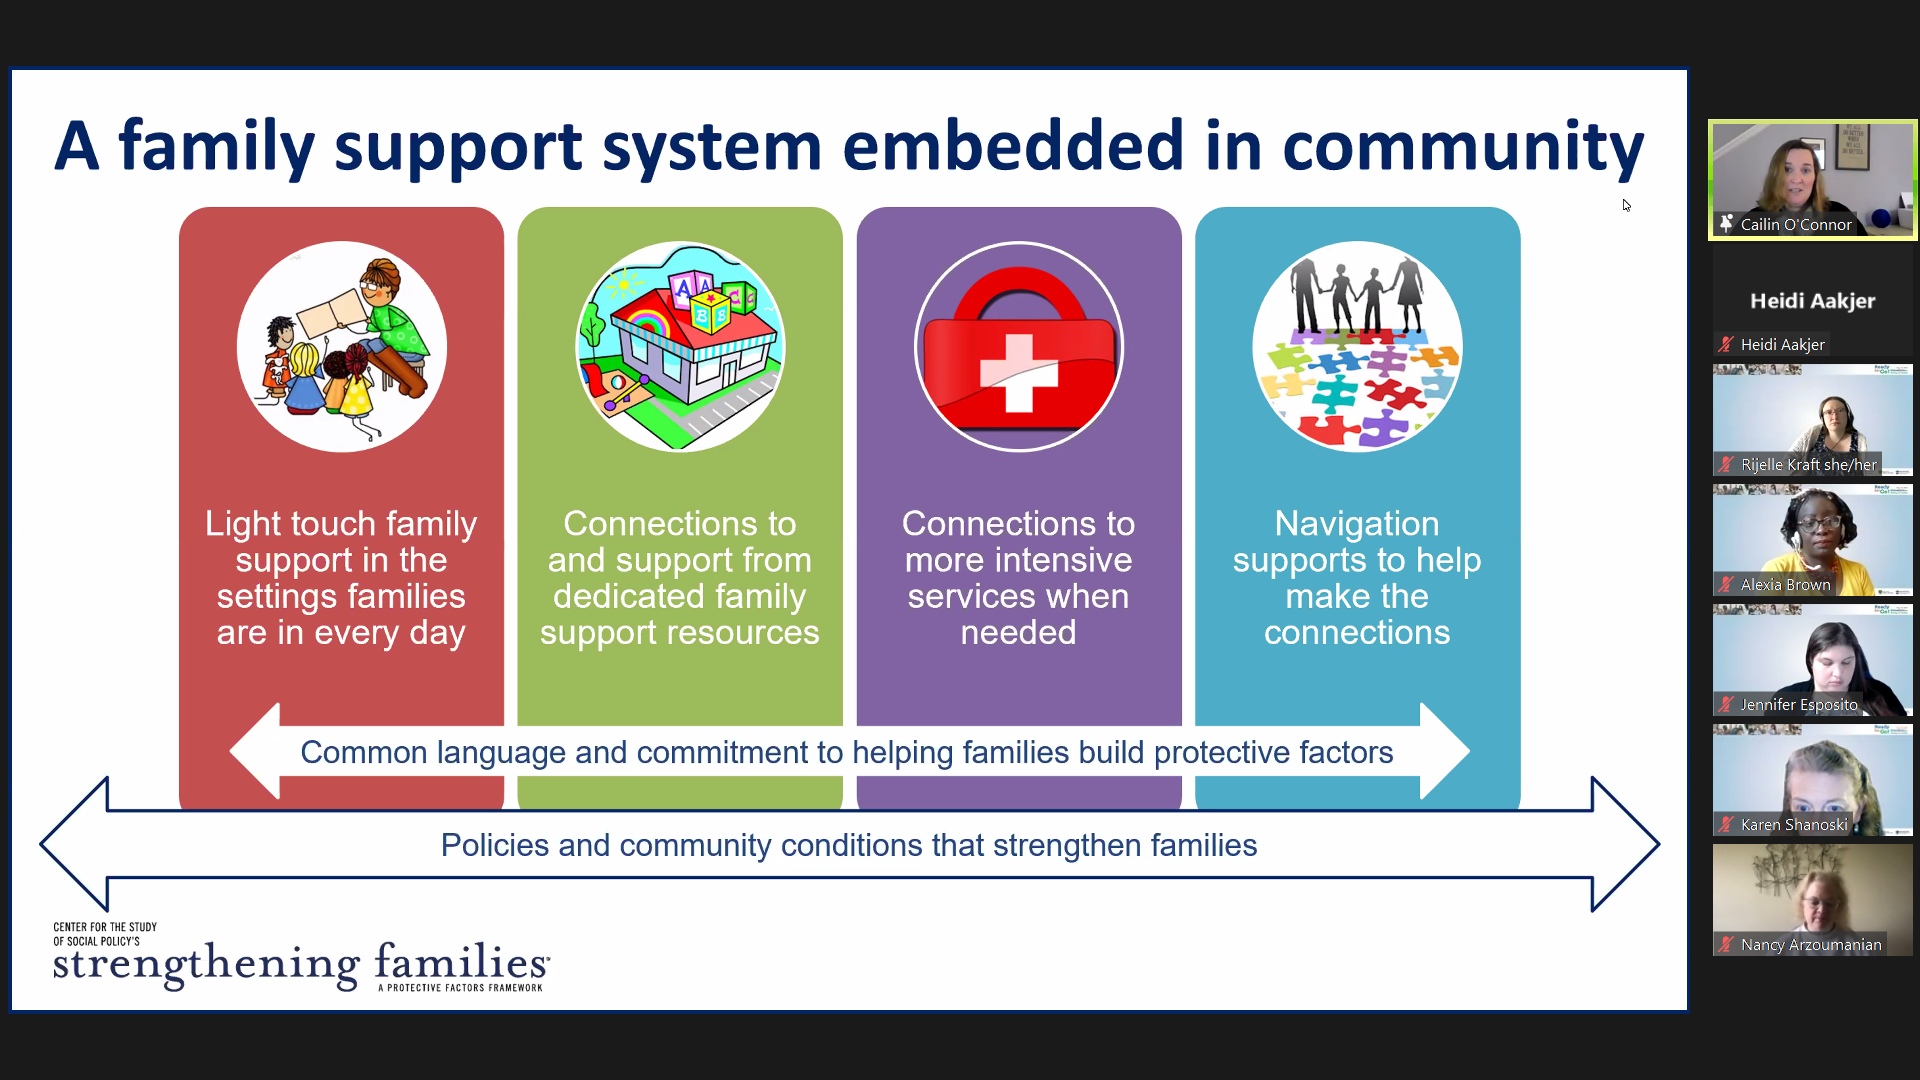 A family support system embedded in community
Light touch family
support in the
settings families
are in every day
Connections to
and support from
dedicated family
support resources
Connections to
more intensive
services when
needed
Navigation
supports to help
make the
connections
Common language and commitment to helping families build protective factors
Policies and community conditions that strengthen families
CENTER FOR THE STUDY
OF SOCIAL POLICY'S
strengthening families
A PROTECTIVE FACTORS FRAMEWORK
A A C
B B
Cailin O'Connor
Heidi Aakjer
Heidi Aakjer
Rijelle Kraft she/her
Alexia Brown
Jennifer Esposito
Karen Shanoski
Nancy Arzoumanian